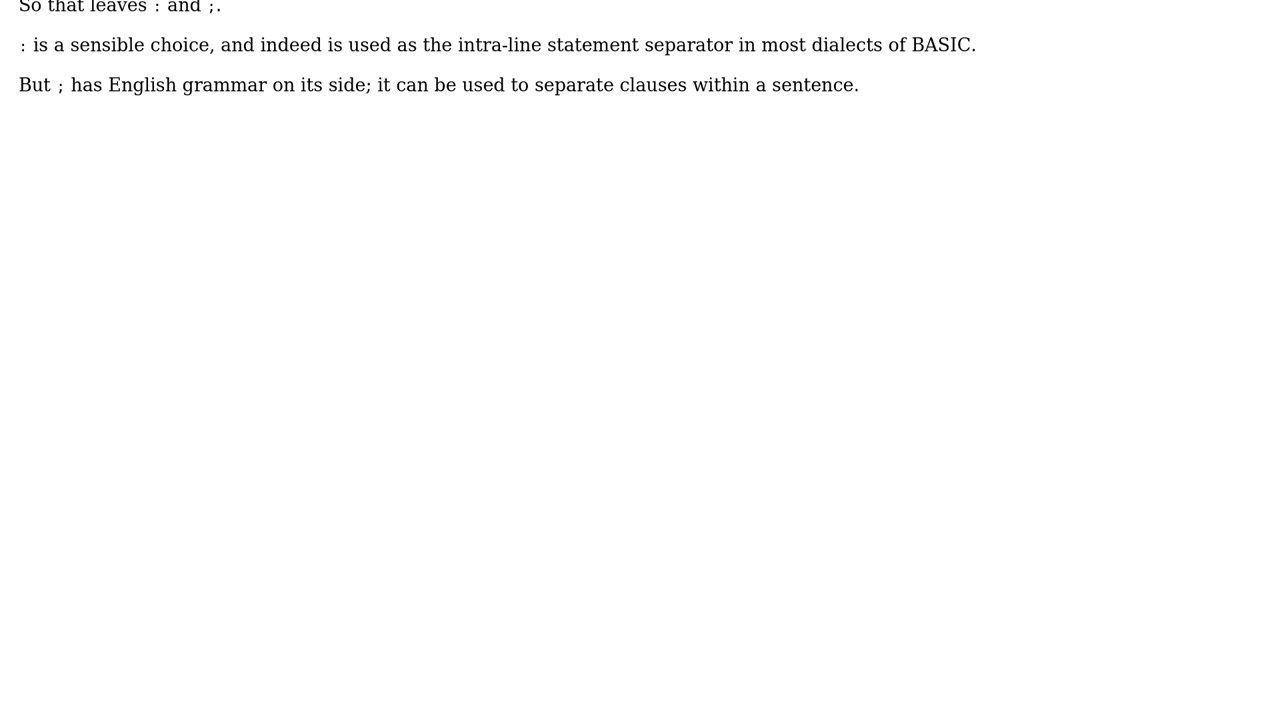 So that leaves : and ;.
: is a sensible choice, and indeed is used as the intra-line statement separator in most dialects of BASIC.
But ; has English grammar on its side; it can be used to separate clauses within a sentence.